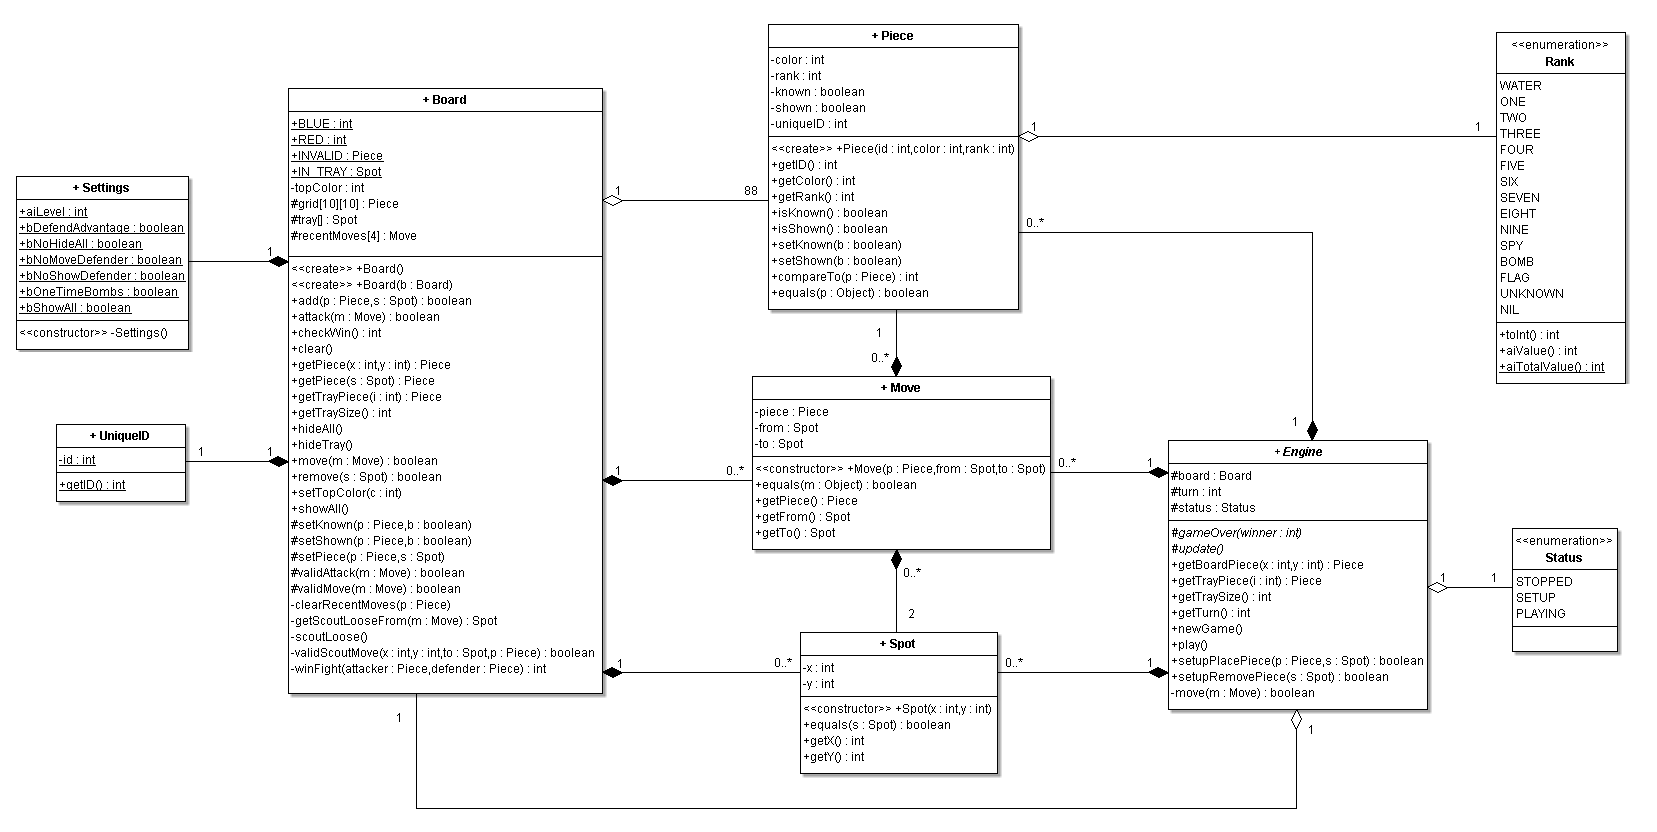 + Piece
-color : int
-rank : int
-known : boolean
-shown : boolean
-uniqueID : int
<<create>> +Piece(id : int,color : int,rank : int)
+getID() : int
+getColor() : int
+getRank() : int
+isKnown() : boolean
+isShown() : boolean
+setKnown(b : boolean)
+setShown(b : boolean)
+compareTo(p : Piece) : int
+equals(p : Object) : boolean
<<enumeration>>
Rank
WATER
ONE
TWO
THREE
FOUR
FIVE
SIX
SEVEN
EIGHT
NINE
SPY
BOMB
FLAG
UNKNOWN
NIL
+toInt() : int
+aiValue() : int
+aiTotalValue() : int
+ Board
+BLUE : int
+RED : int
+INVALID : Piece
+IN_TRAY : Spot
-topColor : int
#grid[10][10] : Piece
#tray[] : Spot
#recentMoves[4] : Move
<<create>> +Board()
<<create>> +Board(b : Board)
+add(p : Piece,s : Spot) : boolean
+attack(m : Move) : boolean
+checkWin() : int
+clear()
+getPiece(x : int,y : int) : Piece
+getPiece(s : Spot) : Piece
+getTrayPiece(i : int) : Piece
+getTraySize() : int
+hideAll()
+hideTray()
+move(m : Move) : boolean
+remove(s : Spot) : boolean
+setTopColor(c : int)
+showAll()
#setKnown(p : Piece,b : boolean)
#setShown(p : Piece,b : boolean)
#setPiece(p : Piece,s : Spot)
#validAttack(m : Move) : boolean
#validMove(m : Move) : boolean
-clearRecentMoves(p : Piece)
-getScoutLooseFrom(m : Move) : Spot
-scoutLoose()
-validScoutMove(x : int,y : int,to : Spot,p : Piece) : boolean
-winFight(attacker : Piece,defender : Piece) : int
+ Settings
+aiLevel : int
+bDefendAdvantage : boolean
+bNoHideAll : boolean
+bNoMoveDefender : boolean
+bNoShowDefender : boolean
+bOneTimeBombs : boolean
+bShowAll : boolean
<<constructor>> -Settings()
+ UniqueID
-id : int
+getID() : int
+ Move
-piece : Piece
-from : Spot
-to : Spot
<<constructor>> +Move(p : Piece,from : Spot,to : Spot)
+equals(m : Object) : boolean
+getPiece() : Piece
+getFrom() : Spot
+getTo() : Spot
+ Engine
#board : Board
#turn : int
#status : Status
#gameOver(winner : int)
#update()
+getBoardPiece(x : int,y : int) : Piece
+getTrayPiece(i : int) : Piece
+getTraySize() : int
+getTurn() : int
+newGame()
+play()
+setupPlacePiece(p : Piece,s : Spot) : boolean
+setupRemovePiece(s : Spot) : boolean
-move(m : Move) : boolean
<<enumeration>>
Status
STOPPED
SETUP
PLAYING
+ Spot
-x : int
-y : int
<<constructor>> +Spot(x : int,y : int)
+equals(s : Spot) : boolean
+getX() : int
+getY() : int
1
1
1
88
0..*
1
1
1
1
0..*
1
0..*
0..*
1
0..*
2
1
0..*
0..*
1
1
1
1
1